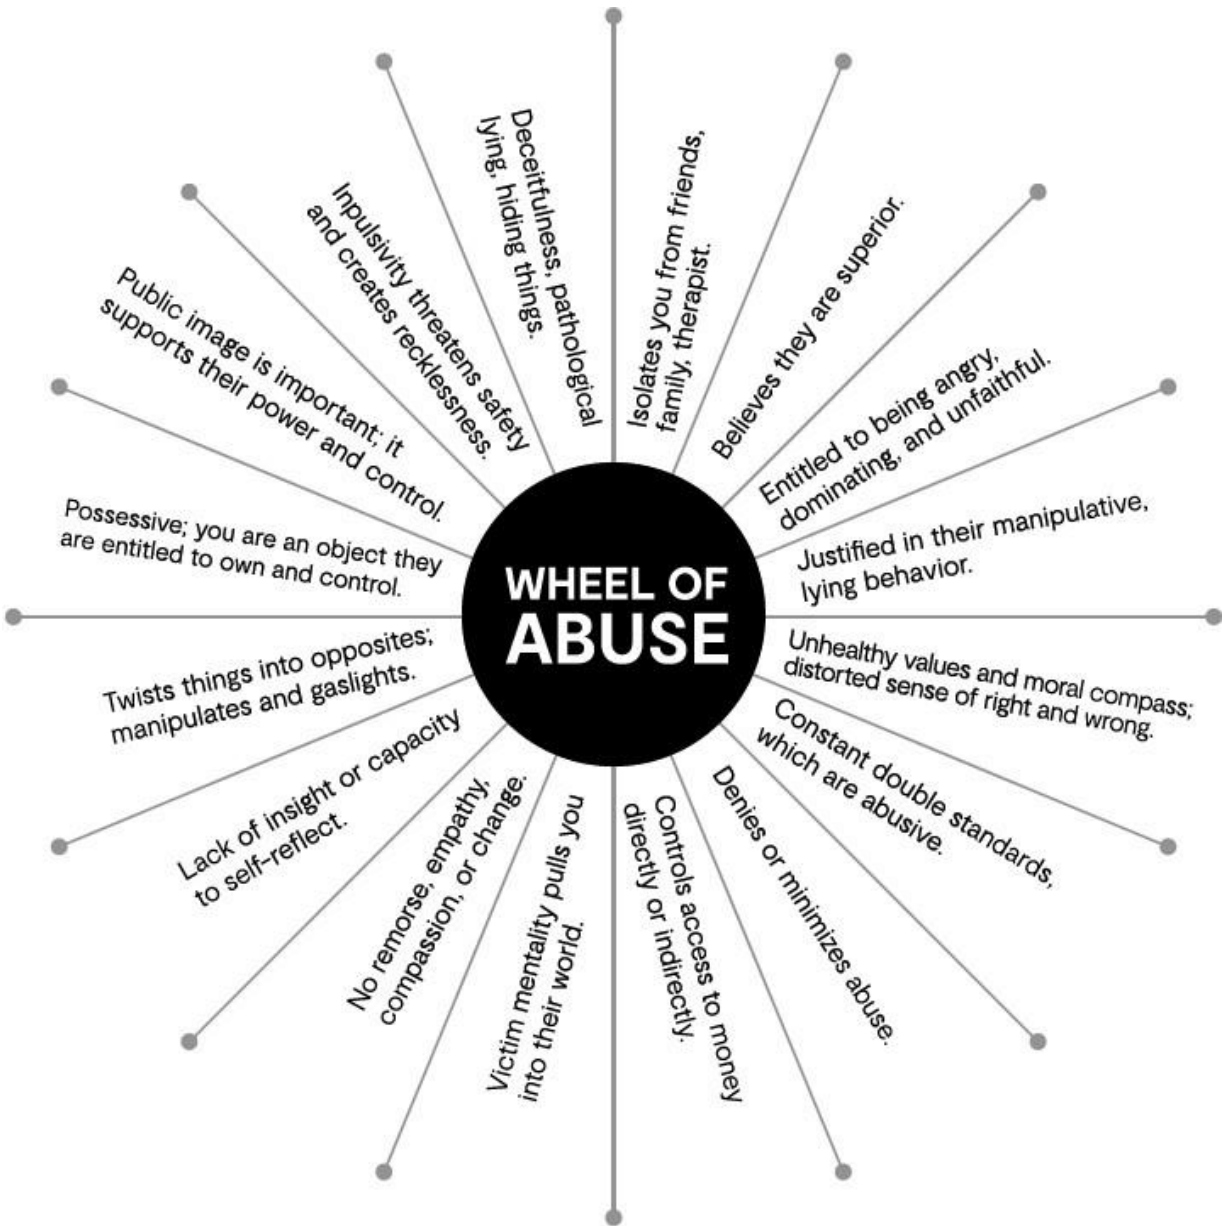 WHEEL OF
ABUSE
Isolates you from friends,
family, therapist.
Believes they are superior.
Entitled to being angry,
dominating, and unfaithful.
Justified in their manipulative,
lying behavior.
Unhealthy values and moral compass;
distorted sense of right and wrong.
Constant double standards,
which are abusive.
Denies or minimizes abuse.
Controls access to money
directly or indirectly.
Victim mentality pulls you
into their world.
No remorse, empathy,
compassion, or change.
Lack of insight or capacity
to self-reflect.
Twists things into opposites;
manipulates and gaslights.
Possessive; you are an object they
are entitled to own and control.
Public image is important; it
supports their power and control.
Inpulsivity threatens safety
and creates recklessness.
Deceitfulness, pathological
lying, hiding things.